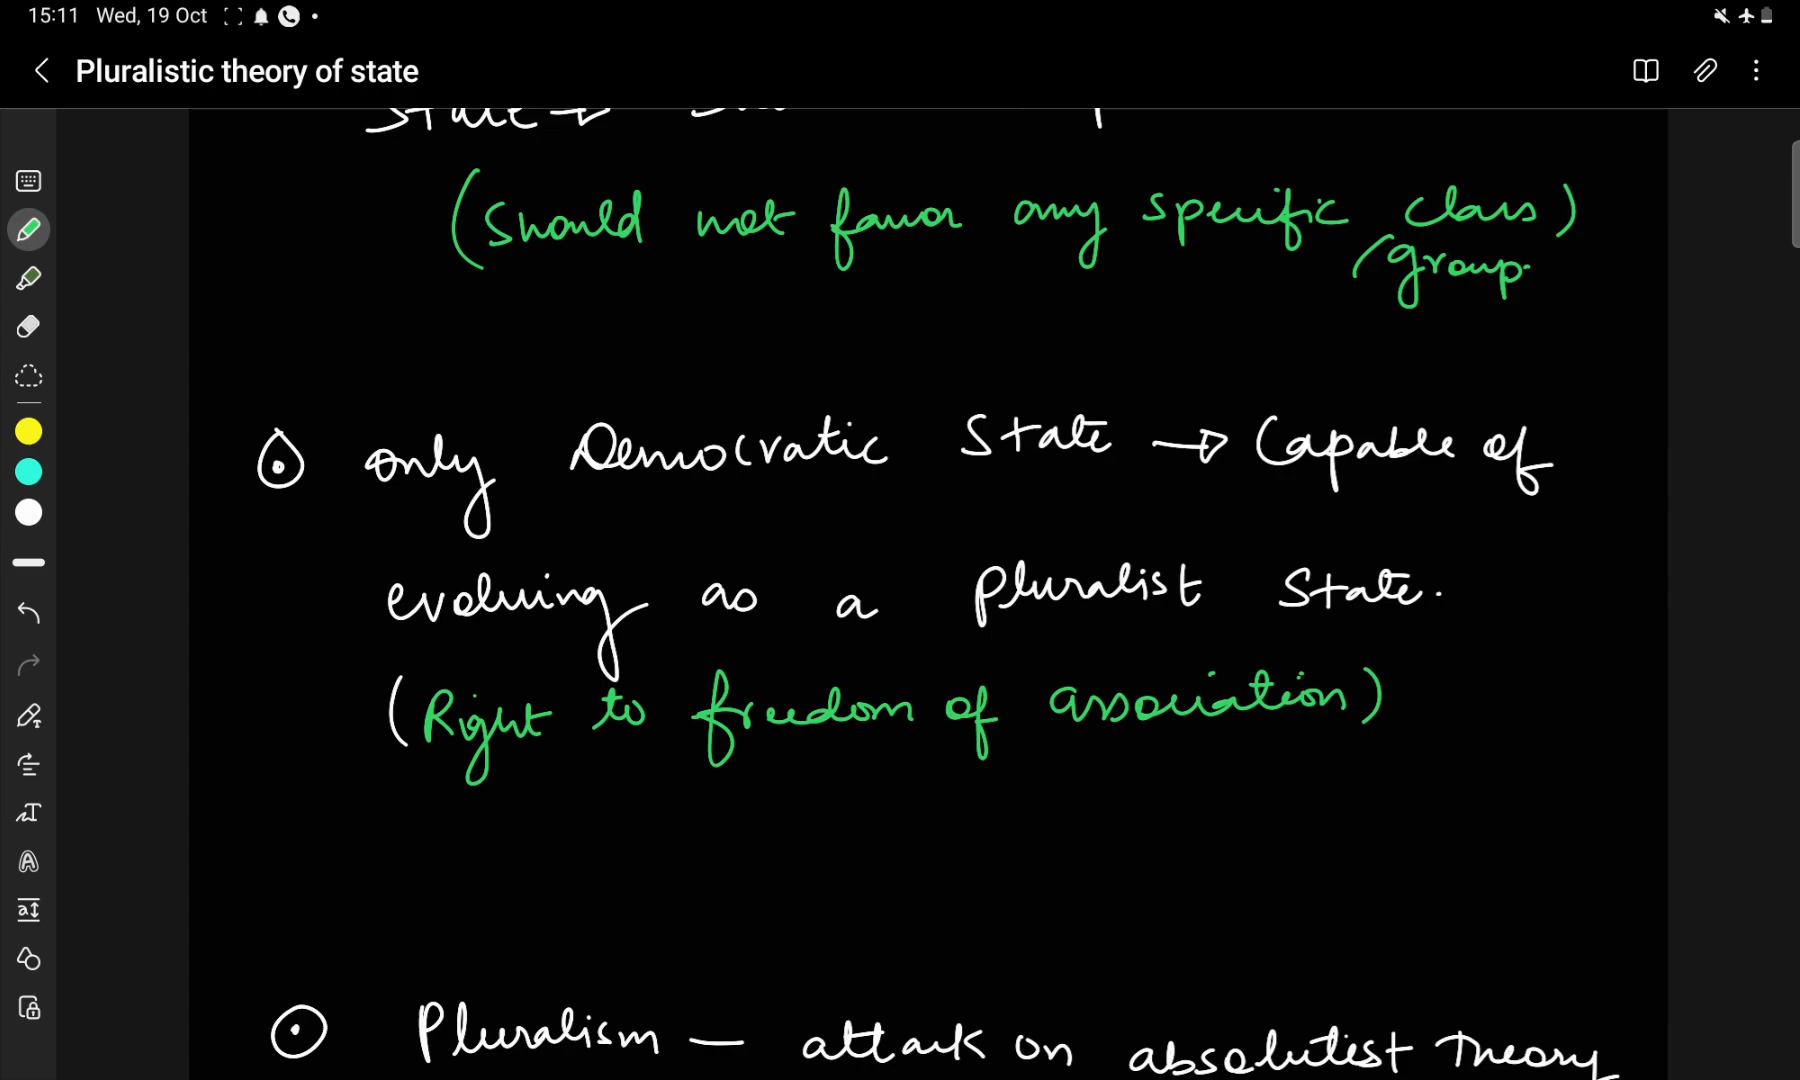 15:11 Wed, 19 Oct
Pluralistic theory of state
State →
(Should not favor any specific class)
/group.
only Democratic State → Capable of
evolving as a pluralist State.
(Right to freedom of association)
Pluralism — attack on absolutist Theory